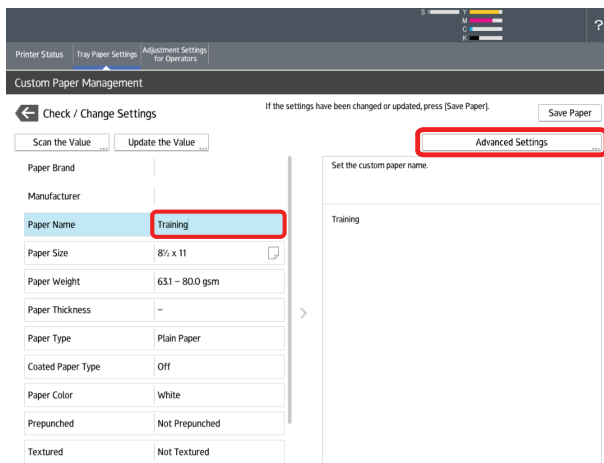 S
Y
M
C
K
?
Printer Status
Tray Paper Settings
Adjustment Settings
for Operators
Custom Paper Management
Check / Change Settings
If the settings have been changed or updated, press [Save Paper].
Save Paper
Scan the Value ...
Update the Value ...
Advanced Settings ...
Paper Brand
Manufacturer
Paper Name Training
Paper Size 8½ x 11
Paper Weight 63.1 – 80.0 gsm
Paper Thickness –
Paper Type Plain Paper
Coated Paper Type Off
Paper Color White
Prepunched Not Prepunched
Textured Not Textured
Set the custom paper name.
Training